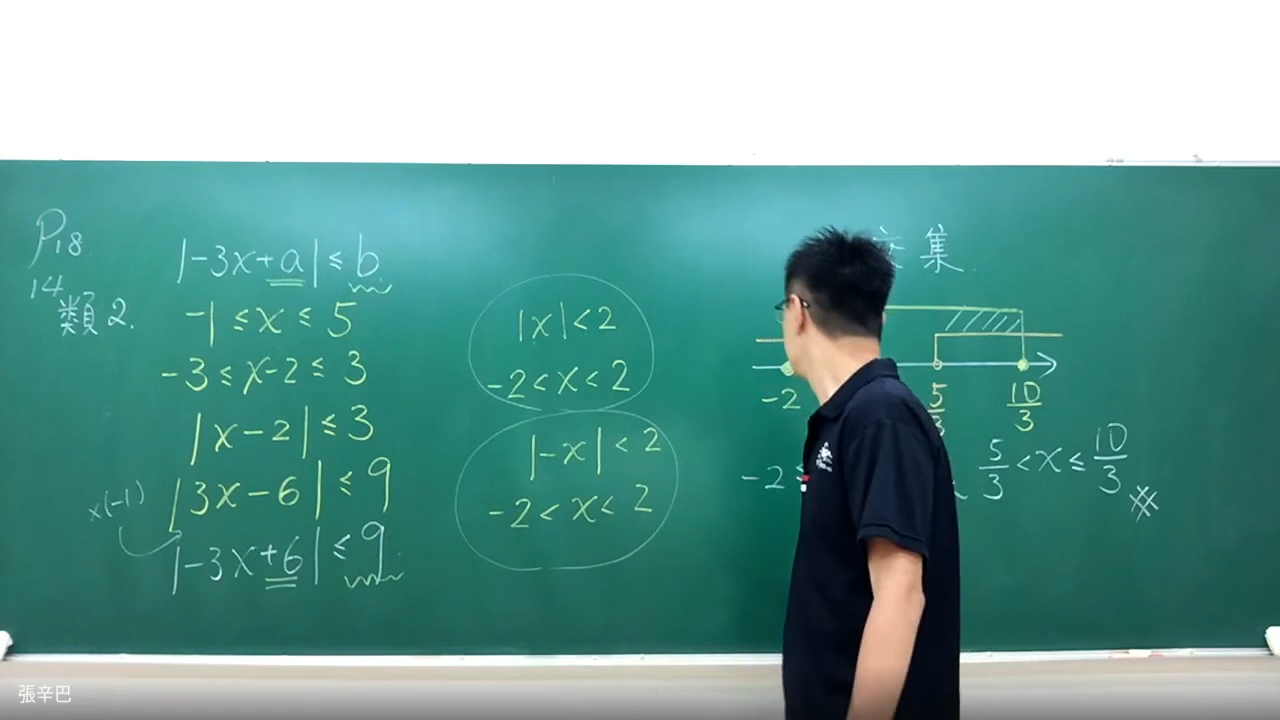 P18
14
類2.
|-3x+a| ≤ b
-1 ≤ x ≤ 5
-3 ≤ x-2 ≤ 3
|x-2| ≤ 3
|3x-6| ≤ 9
x(-1)
|-3x+6| ≤ 9
|x| < 2
-2 < x < 2
|-x| < 2
-2 < x < 2
交集
-2 5/3 10/3
-2 ≤
5/3 < x ≤ 10/3
張辛巴